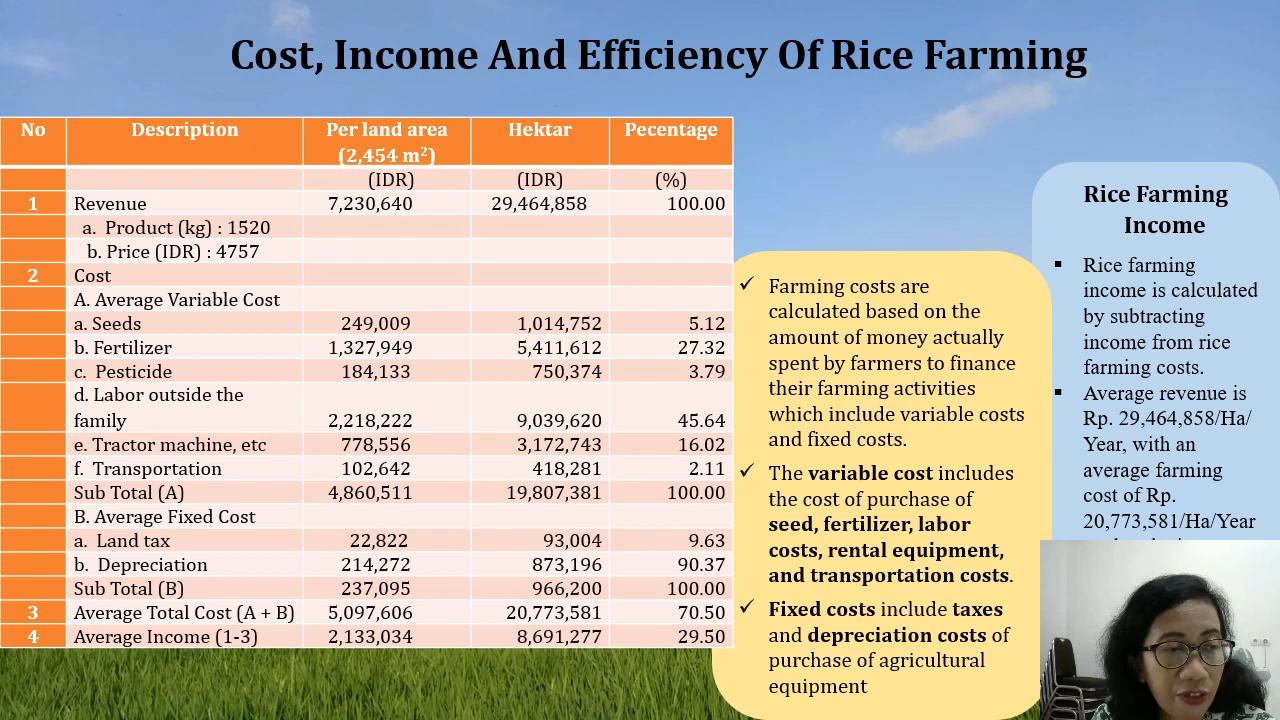 Cost, Income And Efficiency Of Rice Farming
No Description Per land area (2,454 m²) Hektar Pecentage
(IDR) (IDR) (%)
1 Revenue 7,230,640 29,464,858 100.00
a. Product (kg) : 1520
b. Price (IDR) : 4757
2 Cost
A. Average Variable Cost
a. Seeds 249,009 1,014,752 5.12
b. Fertilizer 1,327,949 5,411,612 27.32
c. Pesticide 184,133 750,374 3.79
d. Labor outside the
family 2,218,222 9,039,620 45.64
e. Tractor machine, etc 778,556 3,172,743 16.02
f. Transportation 102,642 418,281 2.11
Sub Total (A) 4,860,511 19,807,381 100.00
B. Average Fixed Cost
a. Land tax 22,822 93,004 9.63
b. Depreciation 214,272 873,196 90.37
Sub Total (B) 237,095 966,200 100.00
3 Average Total Cost (A + B) 5,097,606 20,773,581 70.50
4 Average Income (1-3) 2,133,034 8,691,277 29.50
✓ Farming costs are
calculated based on the
amount of money actually
spent by farmers to finance
their farming activities
which include variable costs
and fixed costs.
✓ The variable cost includes
the cost of purchase of
seed, fertilizer, labor
costs, rental equipment,
and transportation costs.
✓ Fixed costs include taxes
and depreciation costs of
purchase of agricultural
equipment
Rice Farming
Income
▪ Rice farming
income is calculated
by subtracting
income from rice
farming costs.
▪ Average revenue is
Rp. 29,464,858/Ha/
Year, with an
average farming
cost of Rp.
20,773,581/Ha/Year